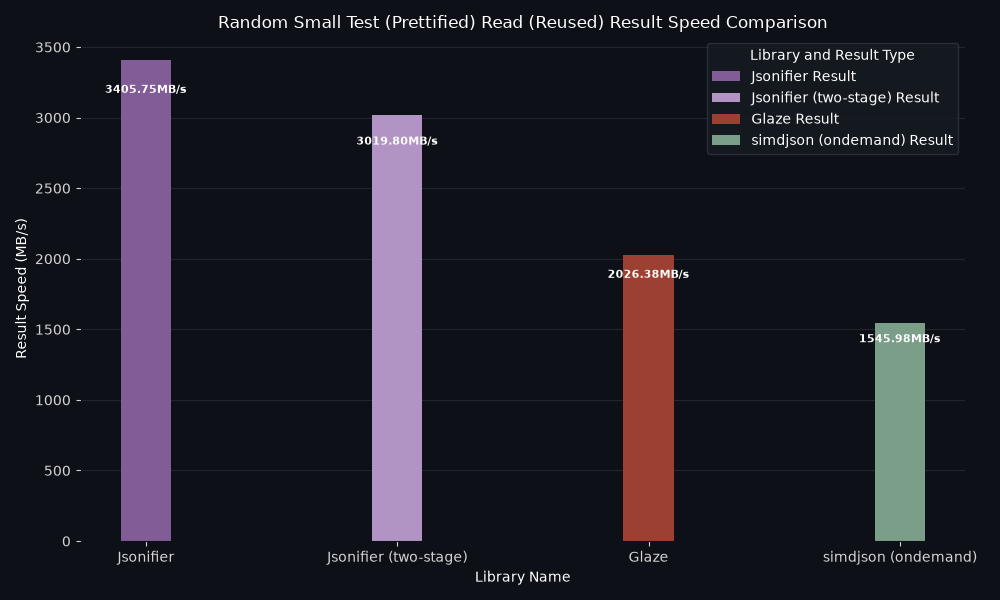 Random Small Test (Prettified) Read (Reused) Result Speed Comparison
Library and Result Type
Jsonifier Result
Jsonifier (two-stage) Result
Glaze Result
simdjson (ondemand) Result
Result Speed (MB/s)
3500
3000
2500
2000
1500
1000
500
0
3405.75MB/s
3019.80MB/s
2026.38MB/s
1545.98MB/s
Jsonifier
Jsonifier (two-stage)
Glaze
simdjson (ondemand)
Library Name